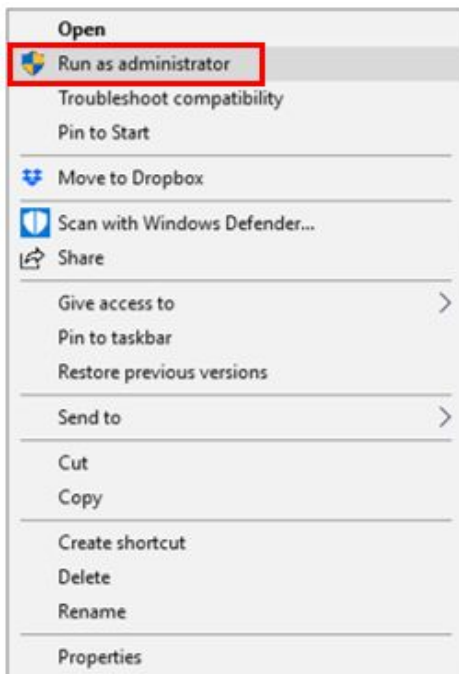 Open
Run as administrator
Troubleshoot compatibility
Pin to Start
Move to Dropbox
Scan with Windows Defender...
Share
Give access to
Pin to taskbar
Restore previous versions
Send to
Cut
Copy
Create shortcut
Delete
Rename
Properties